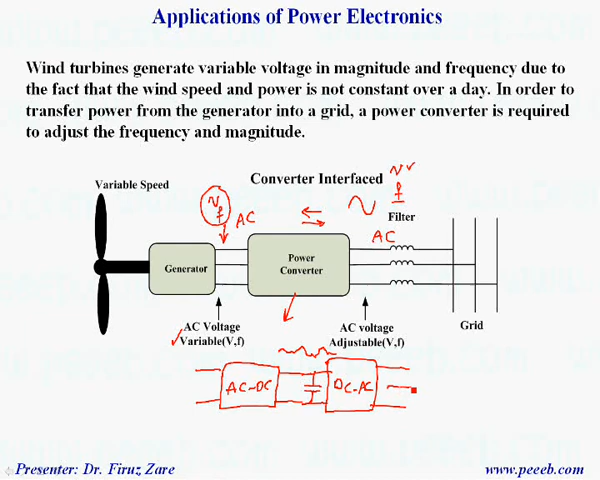 Applications of Power Electronics
Wind turbines generate variable voltage in magnitude and frequency due to
the fact that the wind speed and power is not constant over a day. In order to
transfer power from the generator into a grid, a power converter is required
to adjust the frequency and magnitude.
Variable Speed
Converter Interfaced
Filter
AC
AC
f
f
Generator
Power
Converter
AC Voltage
Variable(V,f)
AC voltage
Adjustable(V,f)
Grid
AC-DC
DC-AC
Presenter: Dr. Firuz Zare
www.peeeb.com